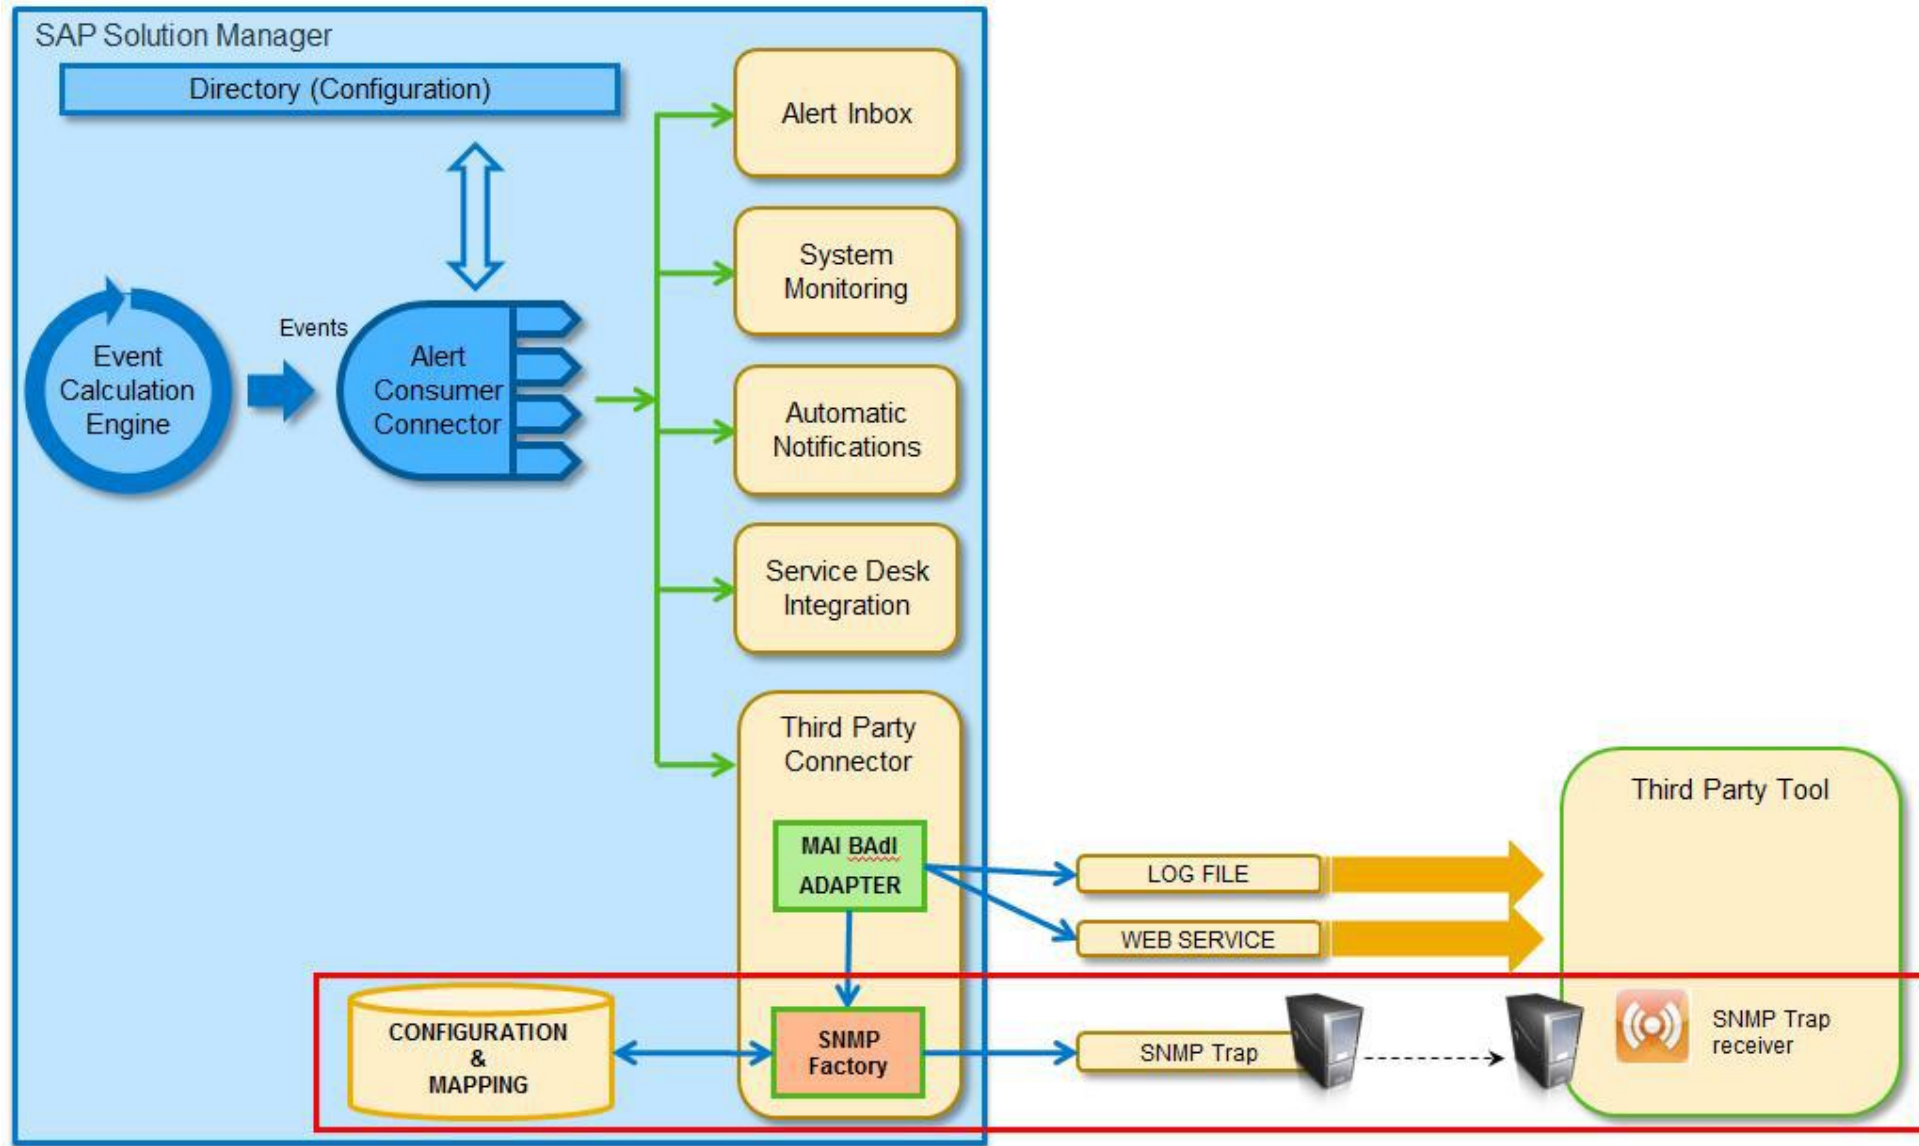 SAP Solution Manager
Directory (Configuration)
Alert Inbox
System
Monitoring
Events
Event
Calculation
Engine
Alert
Consumer
Connector
Automatic
Notifications
Service Desk
Integration
Third Party
Connector
MAI BAdI
ADAPTER
LOG FILE
WEB SERVICE
Third Party Tool
CONFIGURATION
&
MAPPING
SNMP
Factory
SNMP Trap
SNMP Trap
receiver